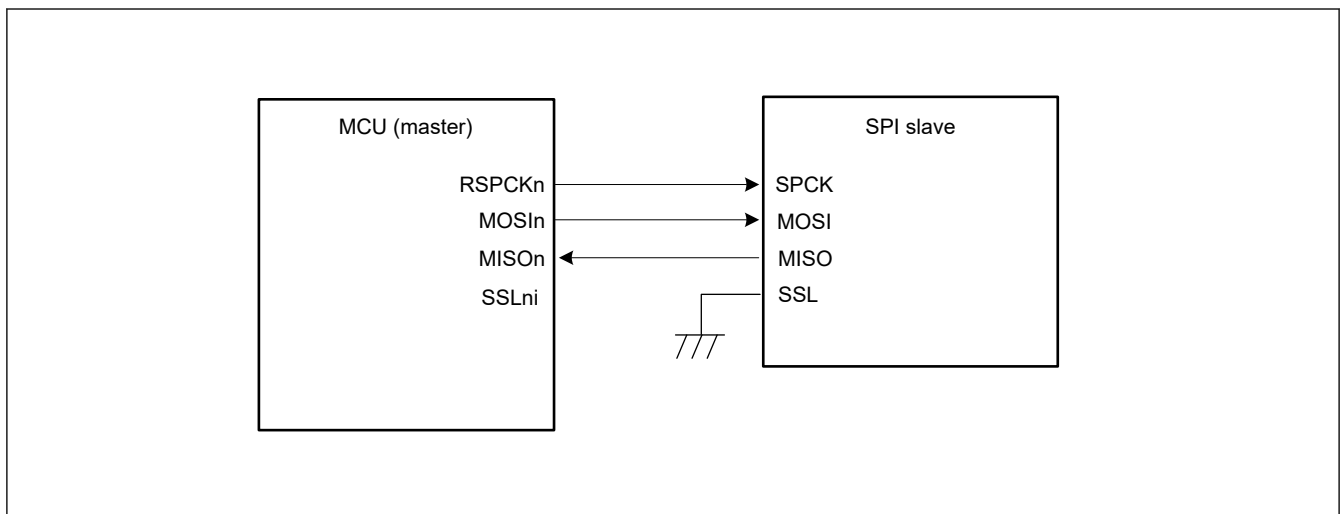 MCU (master)
SPI slave
RSPCKn
SPCK
MOSIn
MOSI
MISOn
MISO
SSLni
SSL